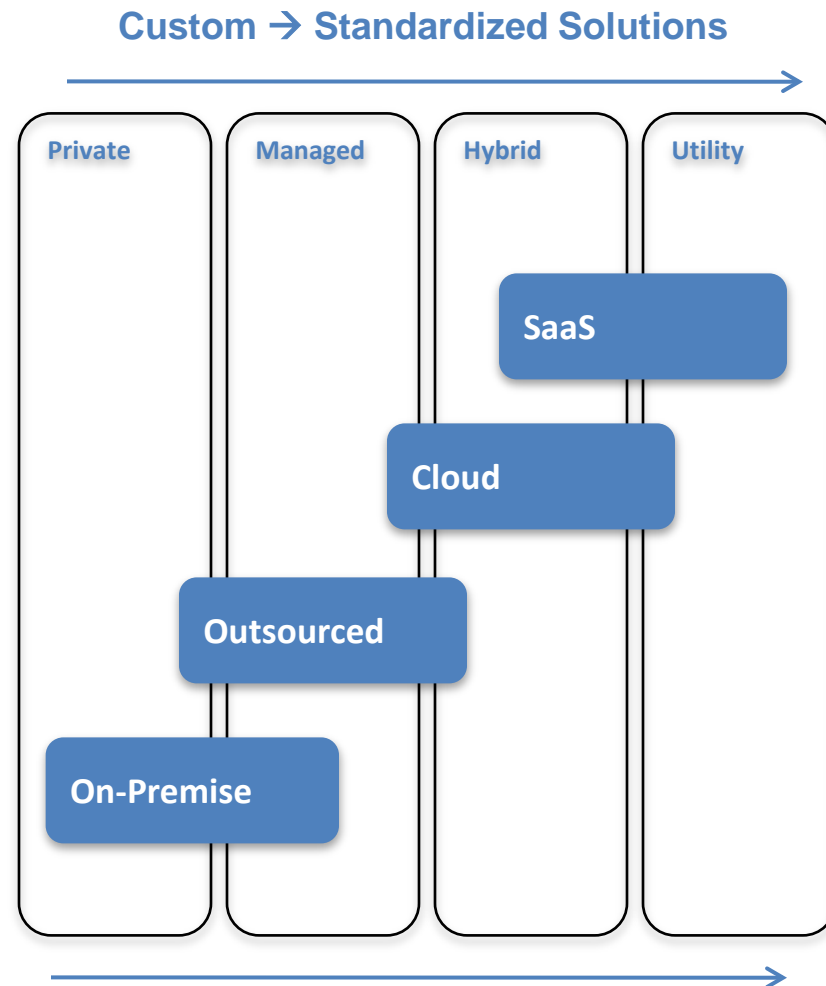 Custom → Standardized Solutions
Private
Managed
Hybrid
Utility
SaaS
Cloud
Outsourced
On-Premise